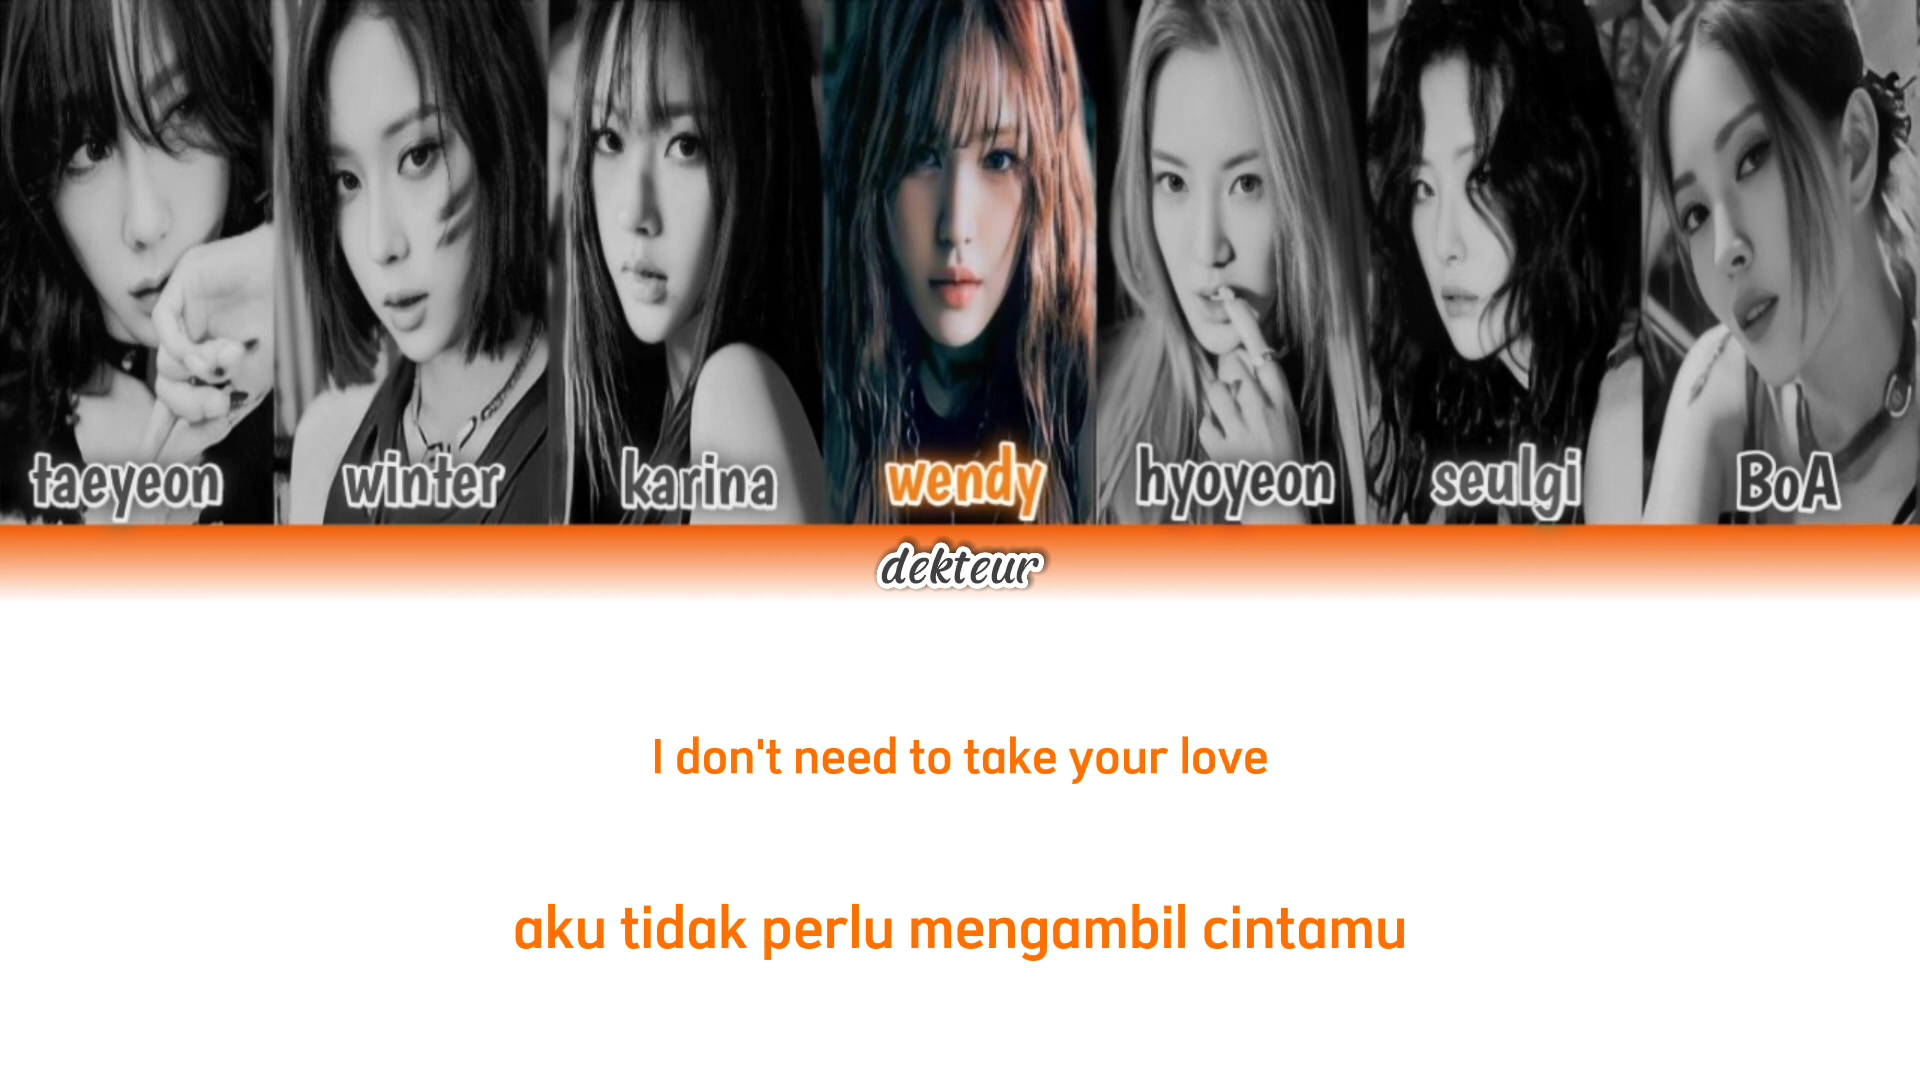 taeyeon winter karina wendy hyoyeon seulgi BoA
dekteur
I don't need to take your love
aku tidak perlu mengambil cintamu